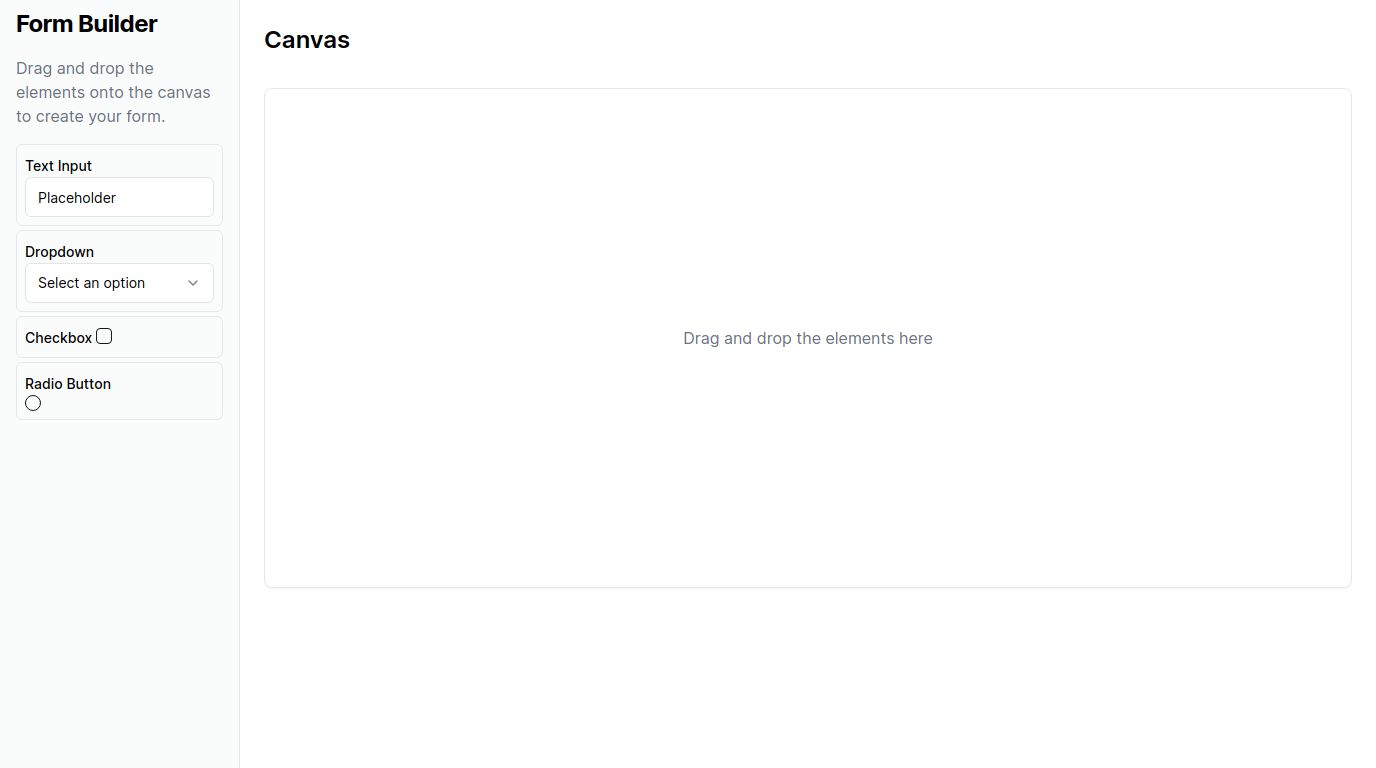 Form Builder
Drag and drop the
elements onto the canvas
to create your form.
Text Input
Placeholder
Dropdown
Select an option
Checkbox
Radio Button
Canvas
Drag and drop the elements here